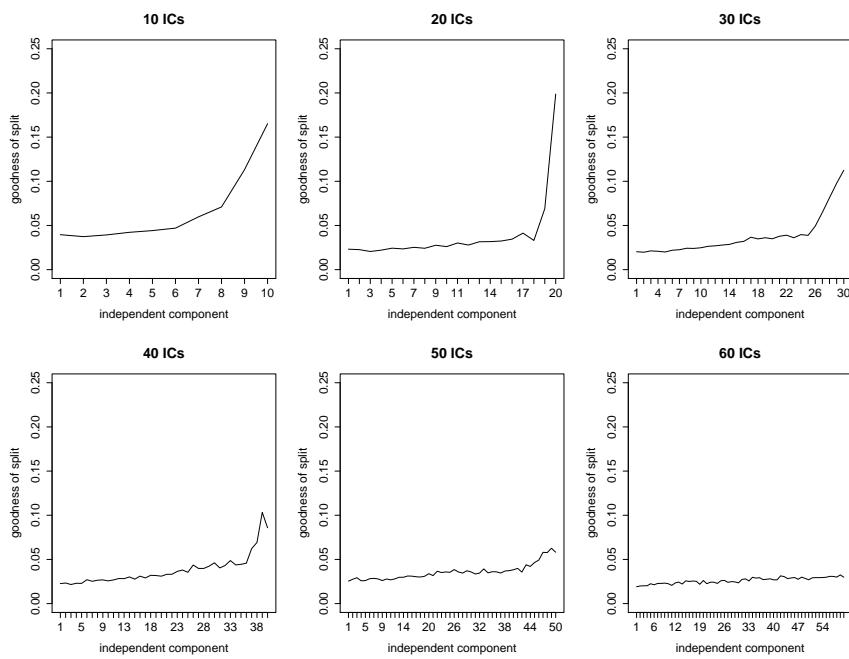 10 ICs
goodness of split
0.00 0.05 0.10 0.15 0.20 0.25
1 2 3 4 5 6 7 8 9 10
independent component
20 ICs
goodness of split
0.00 0.05 0.10 0.15 0.20 0.25
1 3 5 7 9 11 14 17 20
independent component
30 ICs
goodness of split
0.00 0.05 0.10 0.15 0.20 0.25
1 4 7 10 14 18 22 26 30
independent component
40 ICs
goodness of split
0.00 0.05 0.10 0.15 0.20 0.25
1 5 9 13 18 23 28 33 38
independent component
50 ICs
goodness of split
0.00 0.05 0.10 0.15 0.20 0.25
1 5 9 14 20 26 32 38 44 50
independent component
60 ICs
goodness of split
0.00 0.05 0.10 0.15 0.20 0.25
1 6 12 19 26 33 40 47 54
independent component